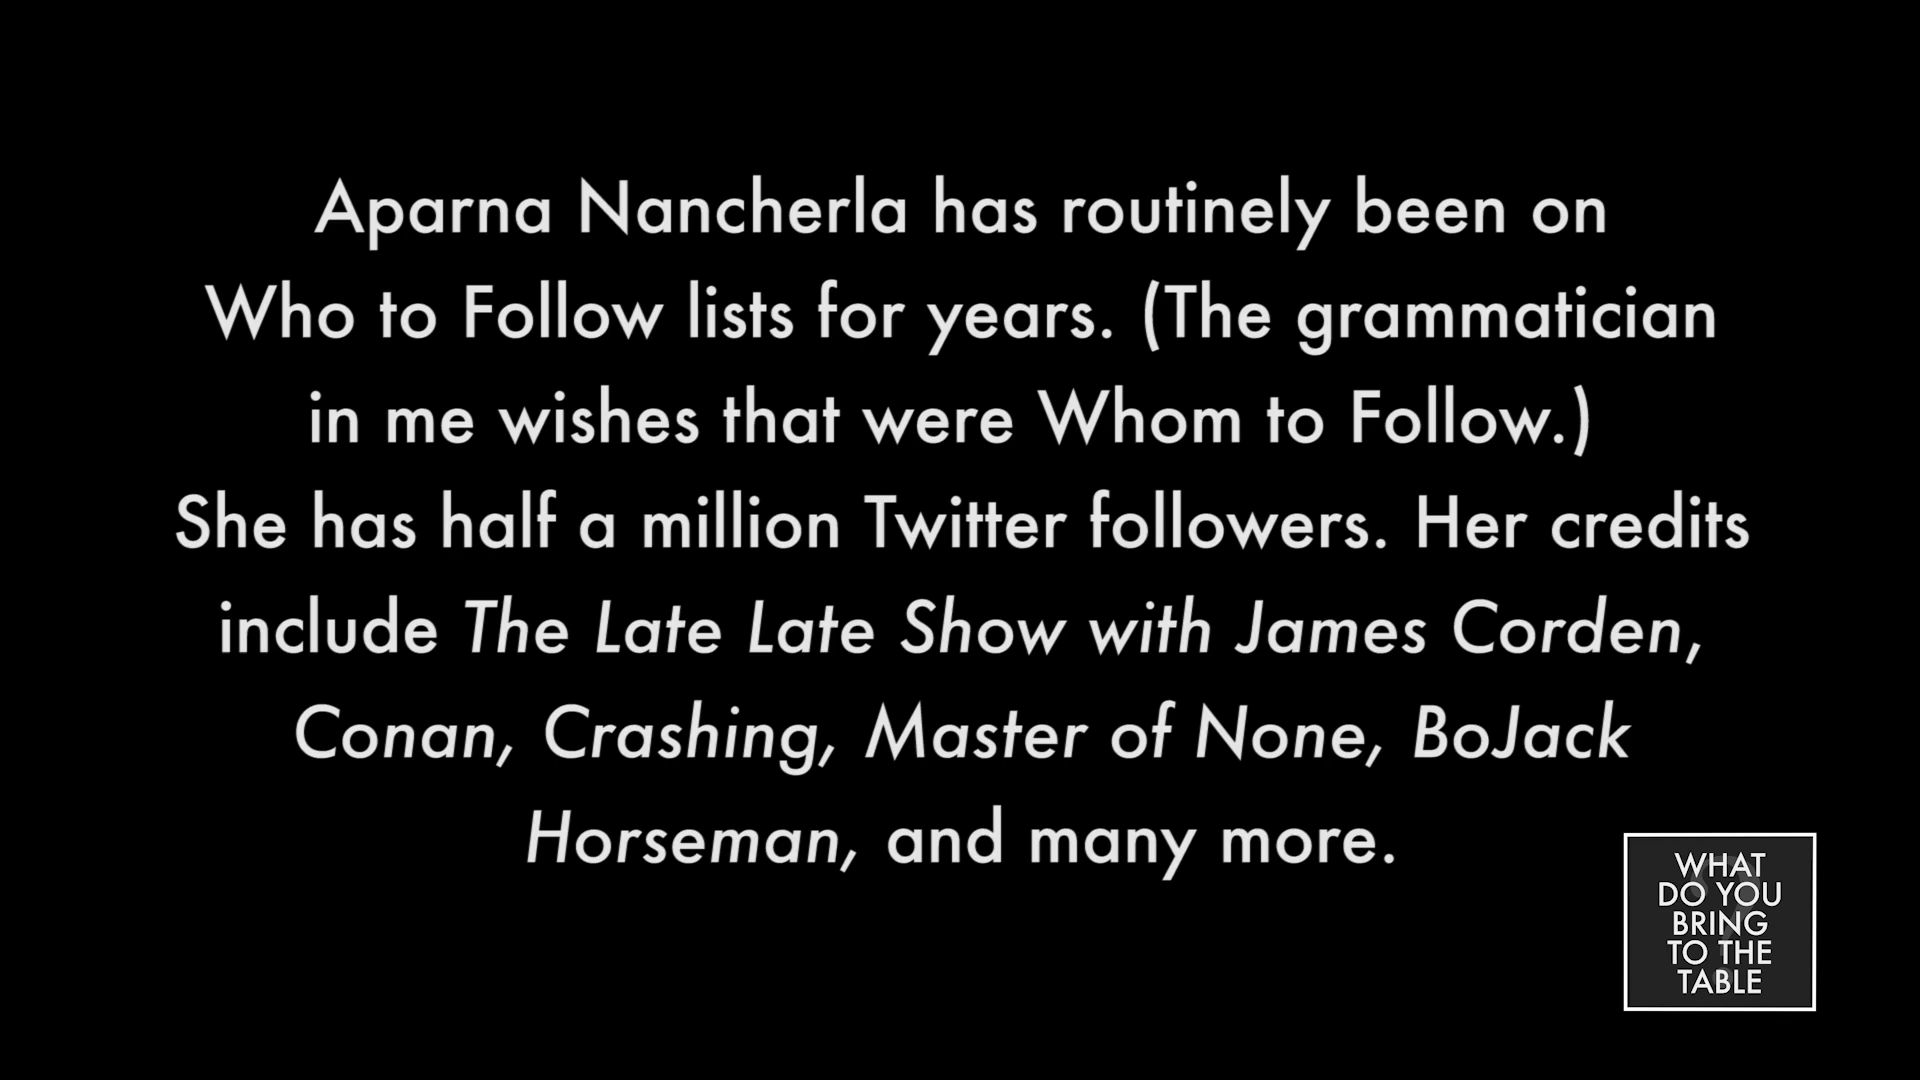 Aparna Nancherla has routinely been on
Who to Follow lists for years. (The grammatician
in me wishes that were Whom to Follow.)
She has half a million Twitter followers. Her credits
include The Late Late Show with James Corden,
Conan, Crashing, Master of None, BoJack
Horseman, and many more.
WHAT
DO YOU
BRING
TO THE
TABLE